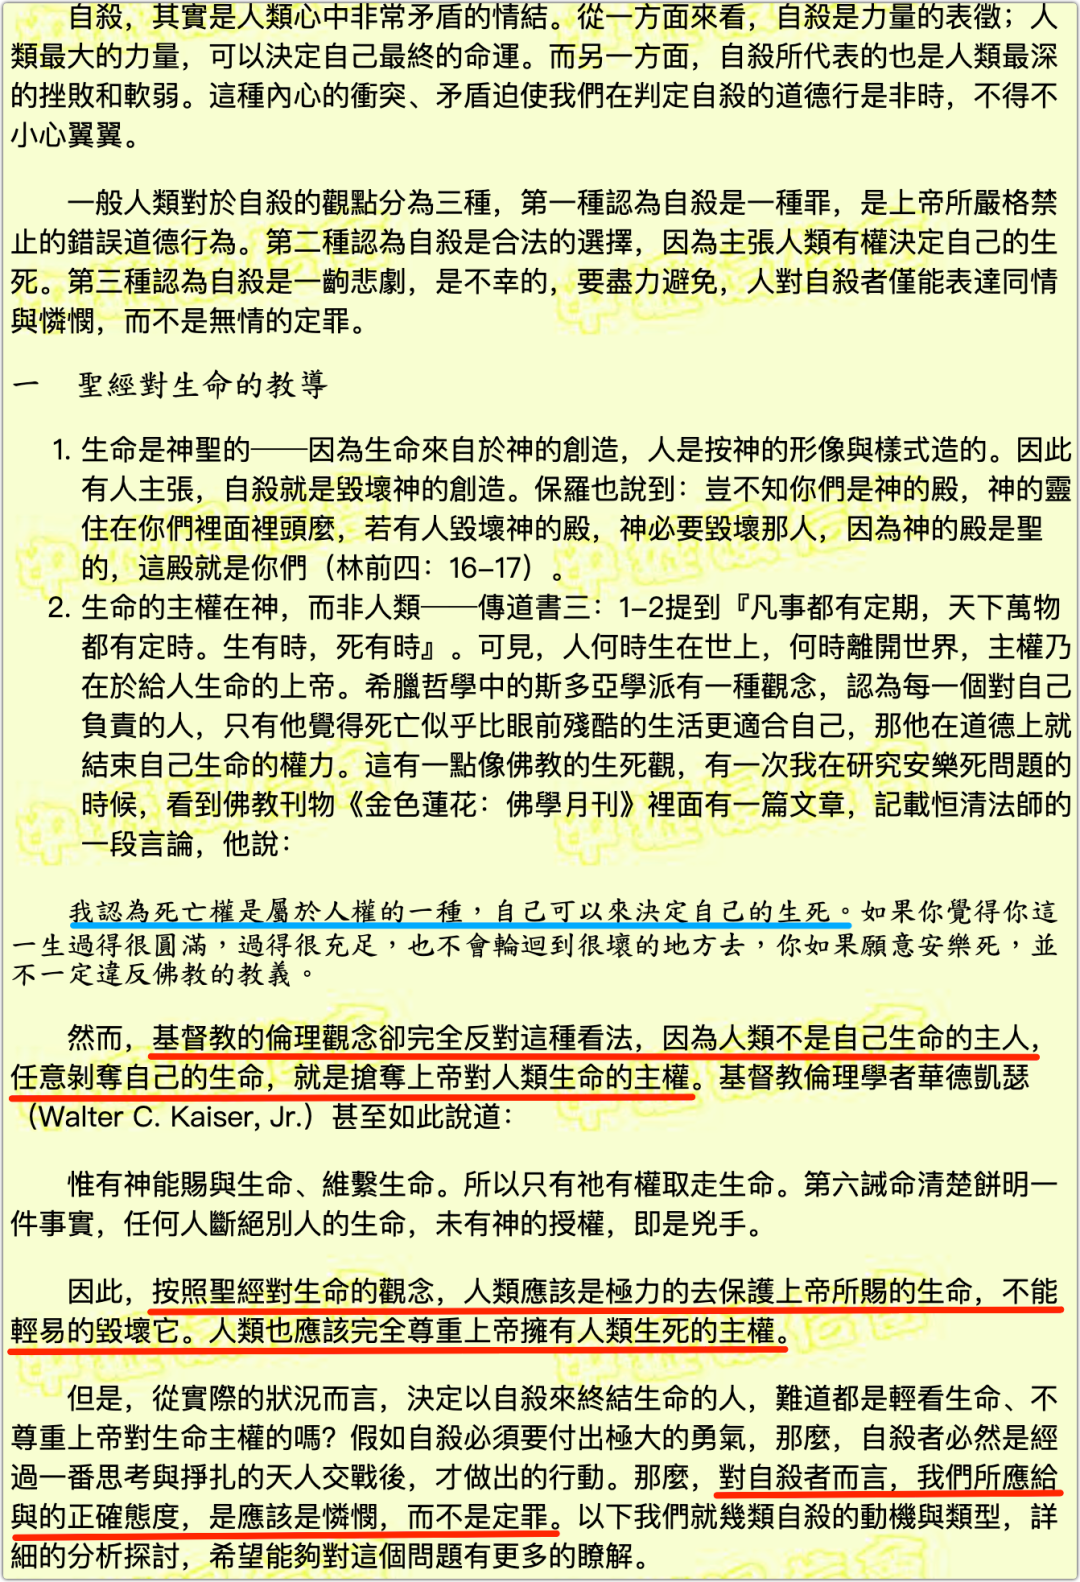 自殺，其實是人類心中非常矛盾的情結。從一方面來看，自殺是力量的表徵；人
類最大的力量，可以決定自己最終的命運。而另一方面，自殺所代表的也是人類最深
的挫敗和軟弱。這種內心的衝突、矛盾迫使我們在判定自殺的道德行是非時，不得不
小心翼翼。
一般人類對於自殺的觀點分為三種，第一種認為自殺是一種罪，是上帝所嚴格禁
止的錯誤道德行為。第二種認為自殺是合法的選擇，因為主張人類有權決定自己的生
死。第三種認為自殺是一齣悲劇，是不幸的，要盡力避免，人對自殺者僅能表達同情
與憐憫，而不是無情的定罪。
一　聖經對生命的教導
1. 生命是神聖的——因為生命來自於神的創造，人是按神的形像與樣式造的。因此
有人主張，自殺就是毀壞神的創造。保羅也說到：豈不知你們是神的殿，神的靈
住在你們裡面裡頭麼，若有人毀壞神的殿，神必要毀壞那人，因為神的殿是聖
的，這殿就是你們（林前四：16–17）。
2. 生命的主權在神，而非人類——傳道書三：1–2提到『凡事都有定期，天下萬物
都有定時。生有時，死有時』。可見，人何時生在世上，何時離開世界，主權乃
在於給人生命的上帝。希臘哲學中的斯多亞學派有一種觀念，認為每一個對自己
負責的人，只有他覺得死亡似乎比眼前殘酷的生活更適合自己，那他在道德上就
結束自己生命的權力。這有一點像佛教的生死觀，有一次我在研究安樂死問題的
時候，看到佛教刊物《金色蓮花：佛學月刊》裡面有一篇文章，記載恒清法師的
一段言論，他說：
我認為死亡權是屬於人權的一種，自己可以來決定自己的生死。如果你覺得你這
一生過得很圓滿，過得很充足，也不會輪迴到很壞的地方去，你如果願意安樂死，並
不一定違反佛教的教義。
然而，基督教的倫理觀念卻完全反對這種看法，因為人類不是自己生命的主人，
任意剝奪自己的生命，就是搶奪上帝對人類生命的主權。基督教倫理學者華德凱瑟
（Walter C. Kaiser, Jr.）甚至如此說道：
惟有神能賜與生命、維繫生命。所以只有祂有權取走生命。第六誡命清楚餅明一
件事實，任何人斷絕別人的生命，未有神的授權，即是兇手。
因此，按照聖經對生命的觀念，人類應該是極力的去保護上帝所賜的生命，不能
輕易的毀壞它。人類也應該完全尊重上帝擁有人類生死的主權。
但是，從實際的狀況而言，決定以自殺來終結生命的人，難道都是輕看生命、不
尊重上帝對生命主權的嗎？假如自殺必須要付出極大的勇氣，那麼，自殺者必然是經
過一番思考與掙扎的天人交戰後，才做出的行動。那麼，對自殺者而言，我們所應給
與的正確態度，是應該是憐憫，而不是定罪。以下我們就幾類自殺的動機與類型，詳
細的分析探討，希望能夠對這個問題有更多的瞭解。